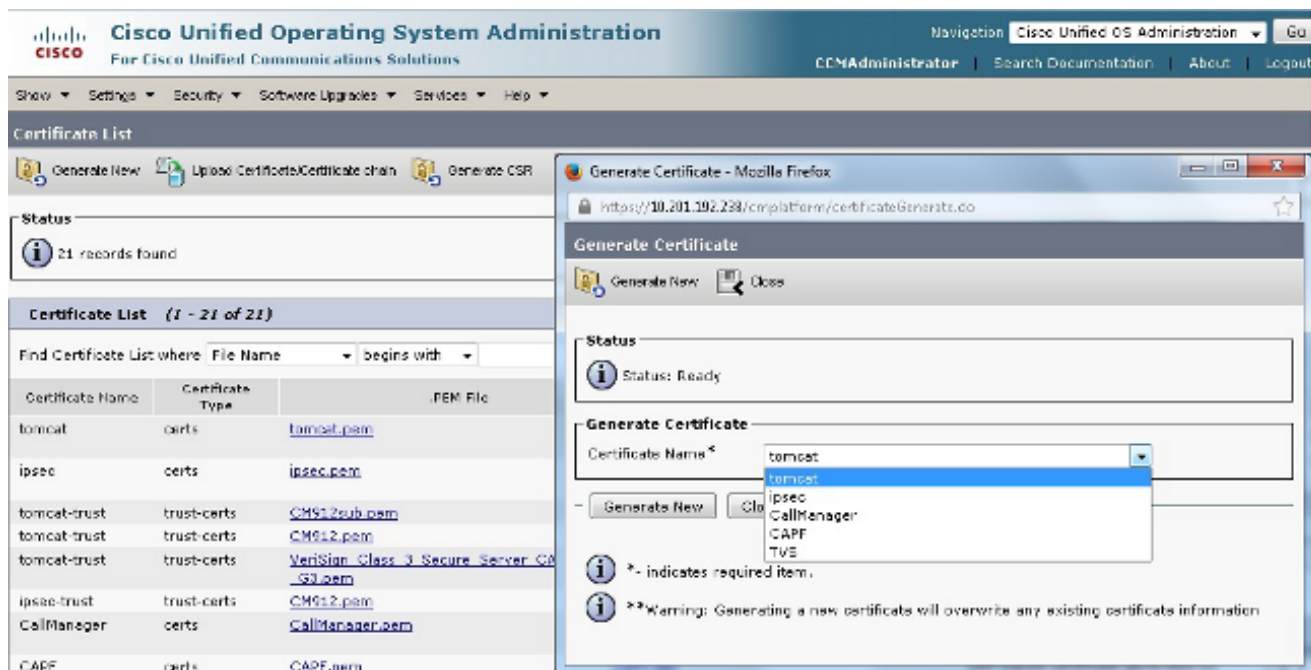 CISCO
Cisco Unified Operating System Administration
For Cisco Unified Communications Solutions
Navigation Cisco Unified OS Administration Go
CCMAdministrator | Search Documentation | About | Logout
Show Settings Security Software Upgrades Services Help
Certificate List
Generate New Upload Certificate/Certificate chain Generate CSR
Status
21 records found
Certificate List (1 - 21 of 21)
Find Certificate List where File Name begins with
Certificate Name Certificate Type .PEM File
tomcat certs tomcat.pem
ipsec certs ipsec.pem
tomcat-trust trust-certs CM912sub.pem
tomcat-trust trust-certs CM912.pem
tomcat-trust trust-certs VeriSign_Class_3_Secure_Server_CA
_G3.pem
ipsec-trust trust-certs CM912.pem
CallManager certs CallManager.pem
CAPF certs CAPF.pem
Generate Certificate - Mozilla Firefox
https://10.201.192.238/cmplatform/certificateGenerate.do
Generate Certificate
Generate New Close
Status
Status: Ready
Generate Certificate
Certificate Name* tomcat
tomcat
ipsec
CallManager
CAPF
TVS
Generate New Clo
*- indicates required item.
**Warning: Generating a new certificate will overwrite any existing certificate information